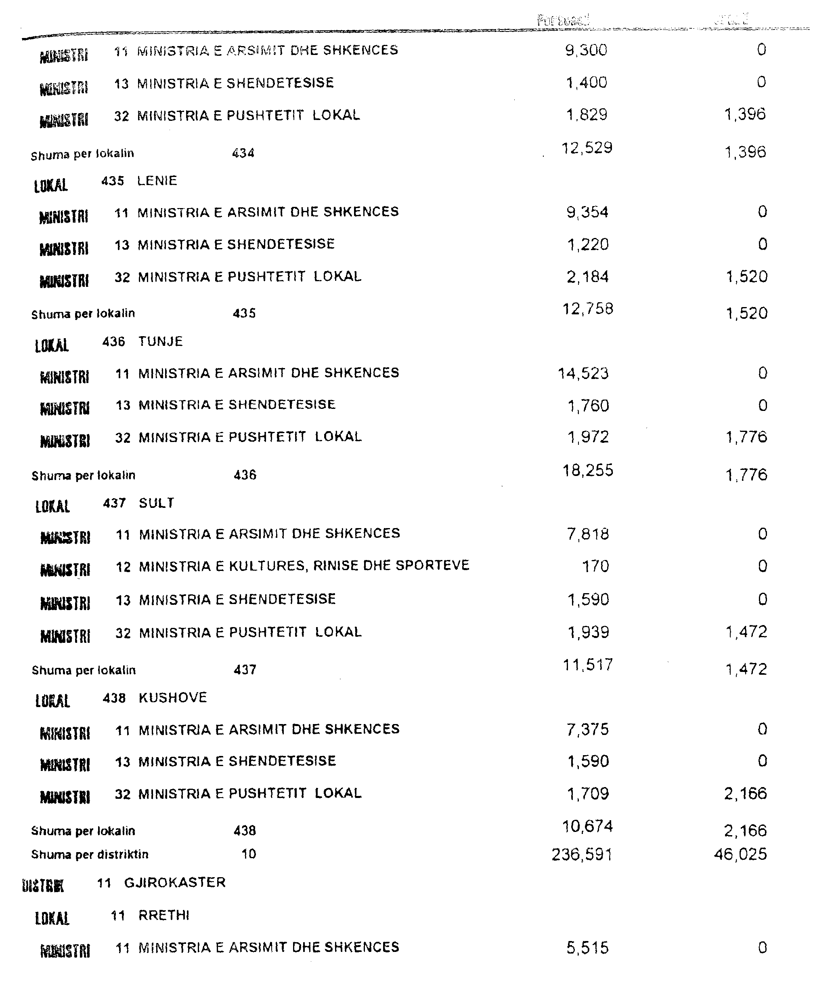 MINISTRI 11 MINISTRIA E ARSIMIT DHE SHKENCES 9,300 0
MINISTRI 13 MINISTRIA E SHENDETESISE 1,400 0
MINISTRI 32 MINISTRIA E PUSHTETIT LOKAL 1,829 1,396
Shuma per lokalin 434 12,529 1,396
LOKAL 435 LENIE
MINISTRI 11 MINISTRIA E ARSIMIT DHE SHKENCES 9,354 0
MINISTRI 13 MINISTRIA E SHENDETESISE 1,220 0
MINISTRI 32 MINISTRIA E PUSHTETIT LOKAL 2,184 1,520
Shuma per lokalin 435 12,758 1,520
LOKAL 436 TUNJE
MINISTRI 11 MINISTRIA E ARSIMIT DHE SHKENCES 14,523 0
MINISTRI 13 MINISTRIA E SHENDETESISE 1,760 0
MINISTRI 32 MINISTRIA E PUSHTETIT LOKAL 1,972 1,776
Shuma per lokalin 436 18,255 1,776
LOKAL 437 SULT
MINISTRI 11 MINISTRIA E ARSIMIT DHE SHKENCES 7,818 0
MINISTRI 12 MINISTRIA E KULTURES, RINISE DHE SPORTEVE 170 0
MINISTRI 13 MINISTRIA E SHENDETESISE 1,590 0
MINISTRI 32 MINISTRIA E PUSHTETIT LOKAL 1,939 1,472
Shuma per lokalin 437 11,517 1,472
LOKAL 438 KUSHOVE
MINISTRI 11 MINISTRIA E ARSIMIT DHE SHKENCES 7,375 0
MINISTRI 13 MINISTRIA E SHENDETESISE 1,590 0
MINISTRI 32 MINISTRIA E PUSHTETIT LOKAL 1,709 2,166
Shuma per lokalin 438 10,674 2,166
Shuma per distriktin 10 236,591 46,025
DISTRIK 11 GJIROKASTER
LOKAL 11 RRETHI
MINISTRI 11 MINISTRIA E ARSIMIT DHE SHKENCES 5,515 0